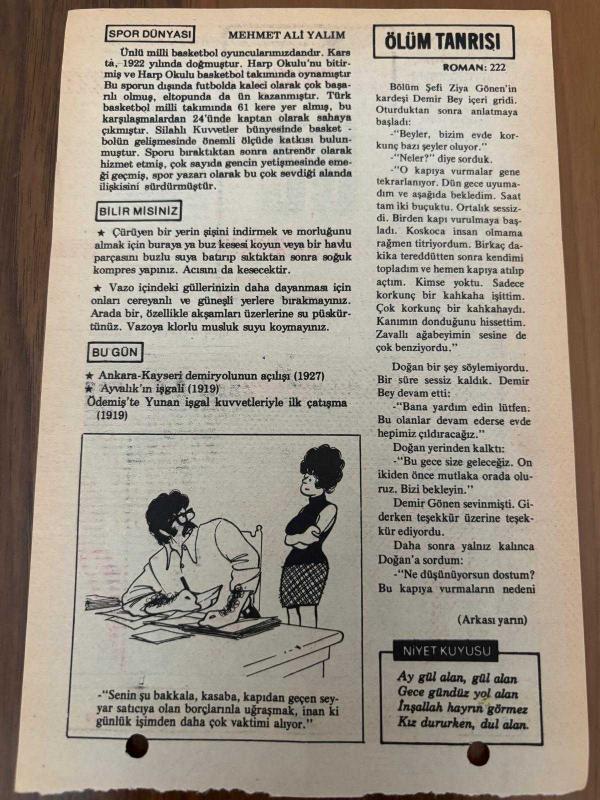 SPOR DÜNYASI
MEHMET ALİ YALIM
Ünlü milli basketbol oyuncularımızdandır. Kars
ta, 1922 yılında doğmuştur. Harp Okulu'nu bitir-
miş ve Harp Okulu basketbol takımında oynamıştır
Bu sporun dışında futbolda kaleci olarak çok başa-
rılı olmuş, eltopunda da ün kazanmıştır. Türk
basketbol milli takımında 61 kere yer almış, bu
karşılaşmalardan 24'ünde kaptan olarak sahaya
çıkmıştır. Silahlı Kuvvetler bünyesinde basket -
bolün gelişmesinde önemli ölçüde katkısı bulun-
muştur. Sporu bıraktıktan sonra antrenör olarak
hizmet etmiş, çok sayıda gencin yetişmesinde eme-
ği geçmiş, spor yazarı olarak bu çok sevdiği alanda
ilişkisini sürdürmüştür.
BİLİR MİSİNİZ
★ Çürüyen bir yerin şişini indirmek ve morluğunu
almak için buraya ya buz kesesi koyun veya bir havlu
parçasını buzlu suya batırıp sıktıktan sonra soğuk
kompres yapınız. Acısını da kesecektir.
★ Vazo içindeki güllerinizin daha dayanması için
onları cereyanlı ve güneşli yerlere bırakmayınız.
Arada bir, özellikle akşamları üzerlerine su püskür-
tünüz. Vazoya klorlu musluk suyu koymayınız.
BU GÜN
★ Ankara-Kayseri demiryolunun açılışı (1927)
★ Ayvalık'ın işgali (1919)
Ödemiş'te Yunan işgal kuvvetleriyle ilk çatışma
(1919)
-"Senin şu bakkala, kasaba, kapıdan geçen sey-
yar satıcıya olan borçlarınla uğraşmak, inan ki
günlük işimden daha çok vaktimi alıyor."
ÖLÜM TANRISI
ROMAN: 222
Bölüm Şefi Ziya Gönen'in
kardeşi Demir Bey içeri gridi.
Oturduktan sonra anlatmaya
başladı:
-"Beyler, bizim evde kor-
kunç bazı şeyler oluyor."
-"Neler?" diye sorduk.
-"O kapıya vurmalar gene
tekrarlanıyor. Dün gece uyuma-
dım ve aşağıda bekledim. Saat
tam iki buçuktu. Ortalık sessiz-
di. Birden kapı vurulmaya baş-
ladı. Koskoca insan olmama
rağmen titriyordum. Birkaç da-
kika tereddütten sonra kendimi
topladım ve hemen kapıya atılıp
açtım. Kimse yoktu. Sadece
korkunç bir kahkaha işittim.
Çok korkunç bir kahkahaydı.
Kanımın donduğunu hissettim.
Zavallı ağabeyimin sesine de
çok benziyordu."
Doğan bir şey söylemiyordu.
Bir süre sessiz kaldık. Demir
Bey devam etti:
-"Bana yardım edin lütfen:
Bu olanlar devam ederse evde
hepimiz çıldıracağız."
Doğan yerinden kalktı:
-"Bu gece size geleceğiz. On
ikiden önce mutlaka orada olu-
ruz. Bizi bekleyin."
Demir Gönen sevinmişti. Gi-
derken teşekkür üzerine teşek-
kür ediyordu.
Daha sonra yalnız kalınca
Doğan'a sordum:
-"Ne düşünüyorsun dostum?
Bu kapıya vurmaların nedeni
(Arkası yarın)
NİYET KUYUSU
Ay gül alan, gül alan
Gece gündüz yol alan
İnşallah hayrın görmez
Kız dururken, dul alan.